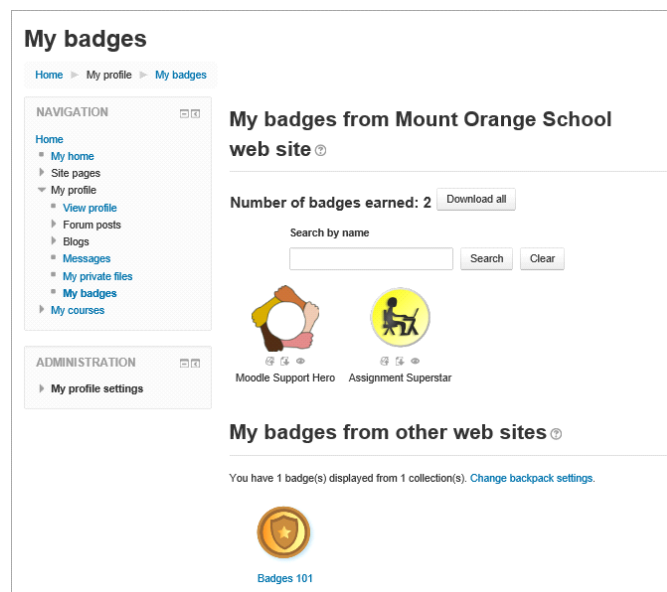 My badges
Home My profile My badges
NAVIGATION
Home
My home
Site pages
My profile
View profile
Forum posts
Blogs
Messages
My private files
My badges
My courses
ADMINISTRATION
My profile settings
My badges from Mount Orange School
web site
Number of badges earned: 2 Download all
Search by name
Search Clear
Moodle Support Hero Assignment Superstar
My badges from other web sites
You have 1 badge(s) displayed from 1 collection(s). Change backpack settings.
Badges 101